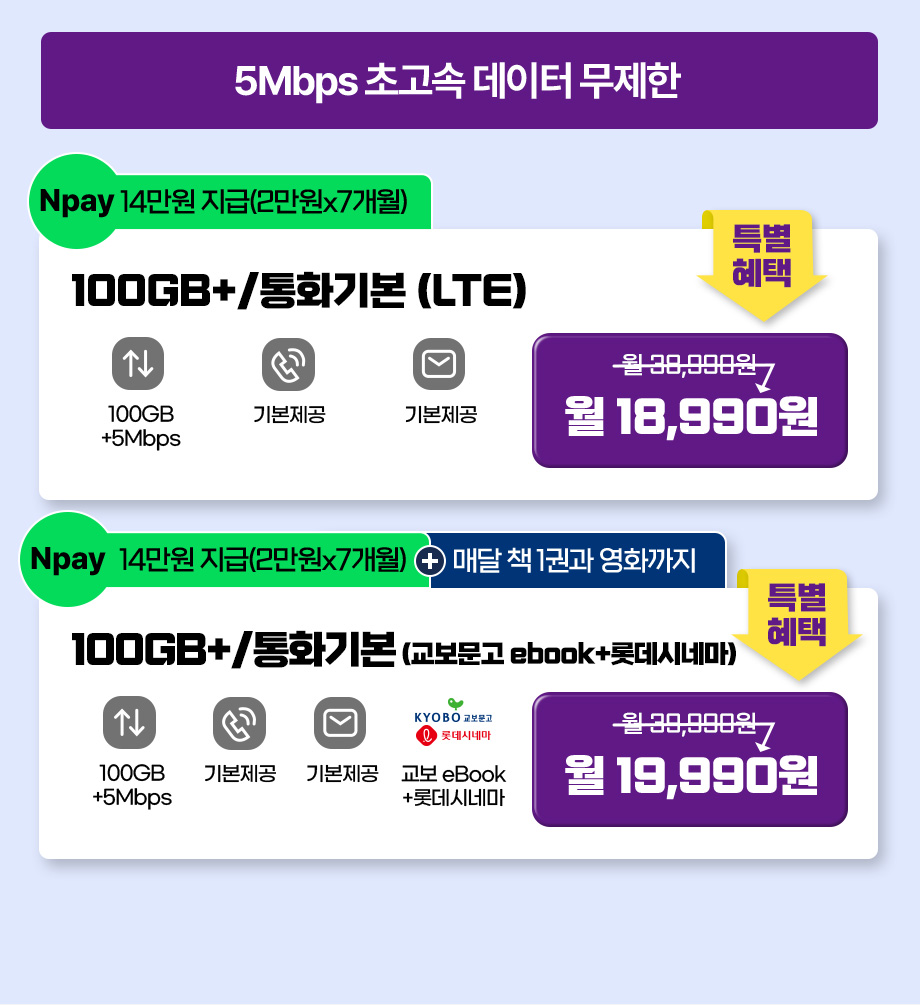 5Mbps 초고속 데이터 무제한
Npay 14만원 지급(2만원x7개월)
특별
혜택
100GB+/통화기본 (LTE)
월 38,990원
월 18,990원
100GB
+5Mbps
기본제공
기본제공
Npay 14만원 지급(2만원x7개월) + 매달 책 1권과 영화까지
특별
혜택
100GB+/통화기본 (교보문고 ebook+롯데시네마)
KYOBO 교보문고
롯데시네마
월 39,990원
월 19,990원
100GB
+5Mbps
기본제공
기본제공
교보 eBook
+롯데시네마